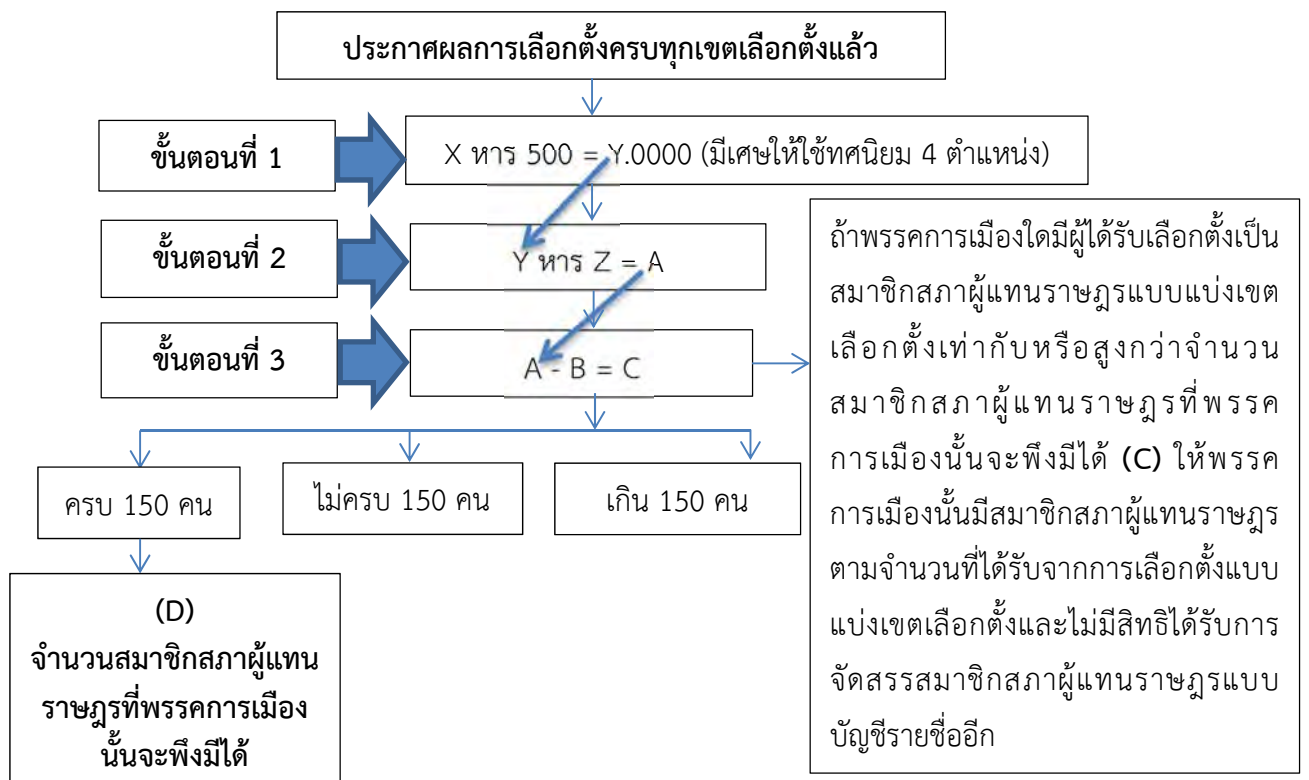 ประกาศผลการเลือกตั้งครบทุกเขตเลือกตั้งแล้ว
ขั้นตอนที่ 1
X หาร 500 = Y.0000 (มีเศษให้ใช้ทศนิยม 4 ตำแหน่ง)
ขั้นตอนที่ 2
Y หาร Z = A
ขั้นตอนที่ 3
A - B = C
ถ้าพรรคการเมืองใดมีผู้ได้รับเลือกตั้งเป็น
สมาชิกสภาผู้แทนราษฎรแบบแบ่งเขต
เลือกตั้งเท่ากับหรือสูงกว่าจำนวน
สมาชิกสภาผู้แทนราษฎรที่พรรค
การเมืองนั้นจะพึงมีได้ (C) ให้พรรค
การเมืองนั้นมีสมาชิกสภาผู้แทนราษฎร
ตามจำนวนที่ได้รับจากการเลือกตั้งแบบ
แบ่งเขตเลือกตั้งและไม่มีสิทธิได้รับการ
จัดสรรสมาชิกสภาผู้แทนราษฎรแบบ
บัญชีรายชื่ออีก
ครบ 150 คน
ไม่ครบ 150 คน
เกิน 150 คน
(D)
จำนวนสมาชิกสภาผู้แทน
ราษฎรที่พรรคการเมือง
นั้นจะพึงมีได้